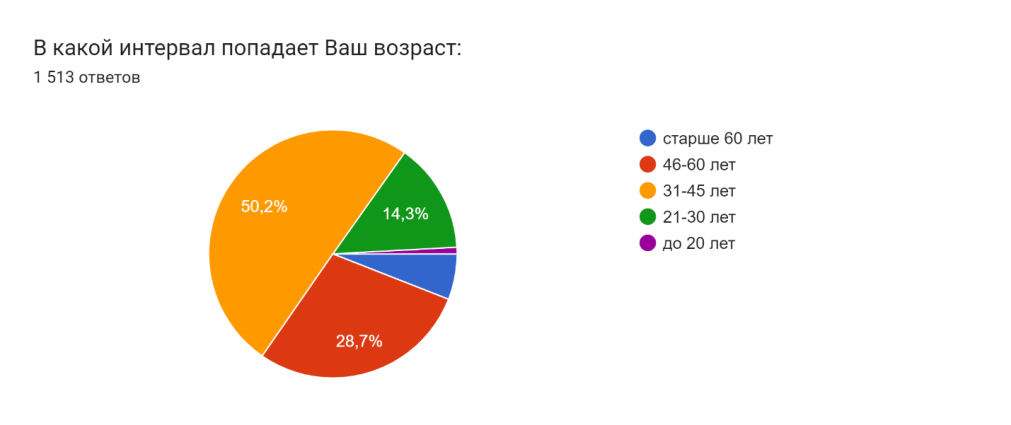 В какой интервал попадает Ваш возраст:
1 513 ответов
50,2%
14,3%
28,7%
старше 60 лет
46-60 лет
31-45 лет
21-30 лет
до 20 лет